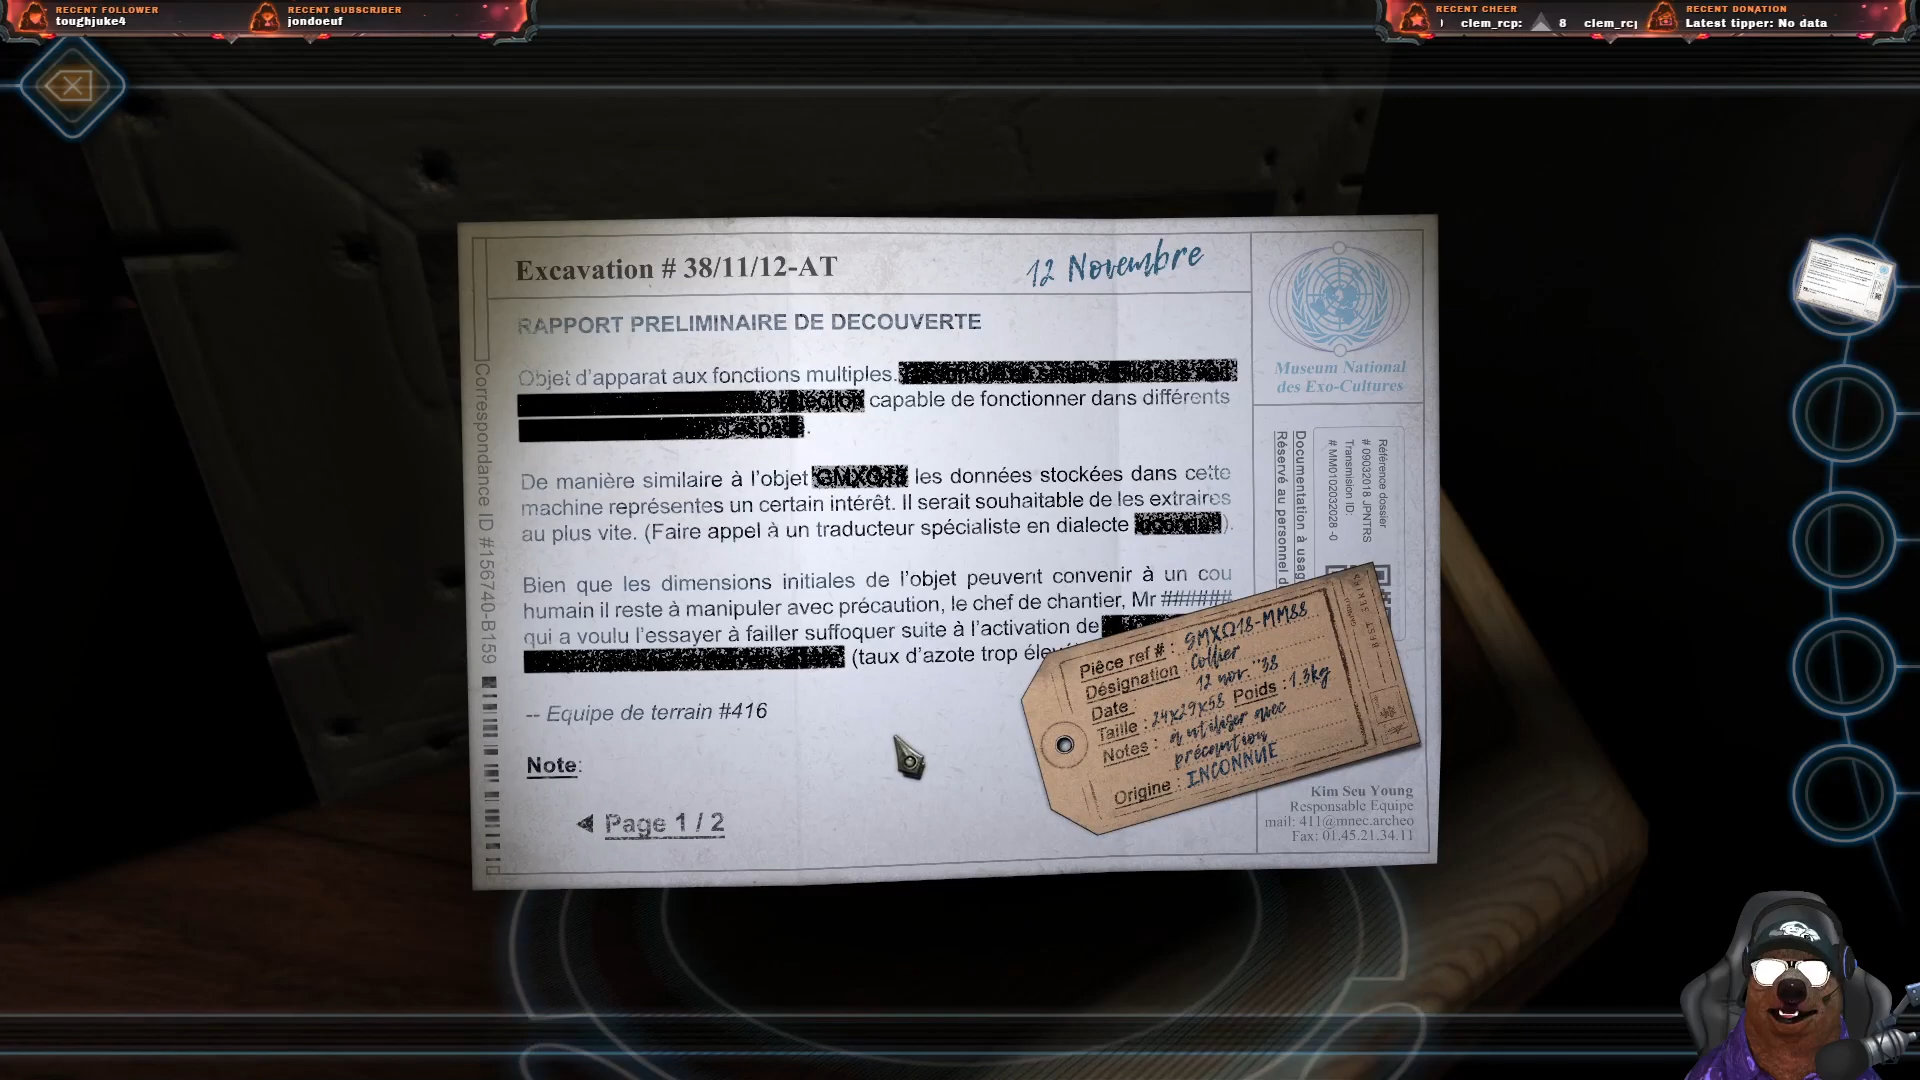 RECENT FOLLOWER
toughjuke4
RECENT SUBSCRIBER
jondoeuf
RECENT CHEER
clem_rcp: 8 clem_rc
RECENT DONATION
Latest tipper: No data
Excavation # 38/11/12-AT
12 Novembre
RAPPORT PRELIMINAIRE DE DECOUVERTE
Objet d'apparat aux fonctions multiples.
capable de fonctionner dans différents
.
De manière similaire à l'objet GMXΩ18 les données stockées dans cette
machine représentes un certain intérêt. Il serait souhaitable de les extraires
au plus vite. (Faire appel à un traducteur spécialiste en dialecte ).
Bien que les dimensions initiales de l'objet peuvent convenir à un cou
humain il reste à manipuler avec précaution, le chef de chantier, Mr ######
qui a voulu l'essayer à failler suffoquer suite à l'activation de
(taux d'azote trop
-- Equipe de terrain #416
Note:
Page 1 / 2
Correspondance ID #156740-B159
Museum National
des Exo-Cultures
Référence dossier
# 09032018 JPNTRS
Transmision ID:
# MM0102032028 -0
Documentation à usag
Réservé au personnel d
Pièce ref # : GMXΩ18-MM88
Désignation : Collier
Date : 12 nov. "38
Taille : 24x29x58 Poids : 1.3kg
Notes : à utiliser avec
précaution
Origine : INCONNUE
Kim Seu Young
Responsable Equipe
mail: 411@mnec.archeo
Fax: 01.45.21.34.11